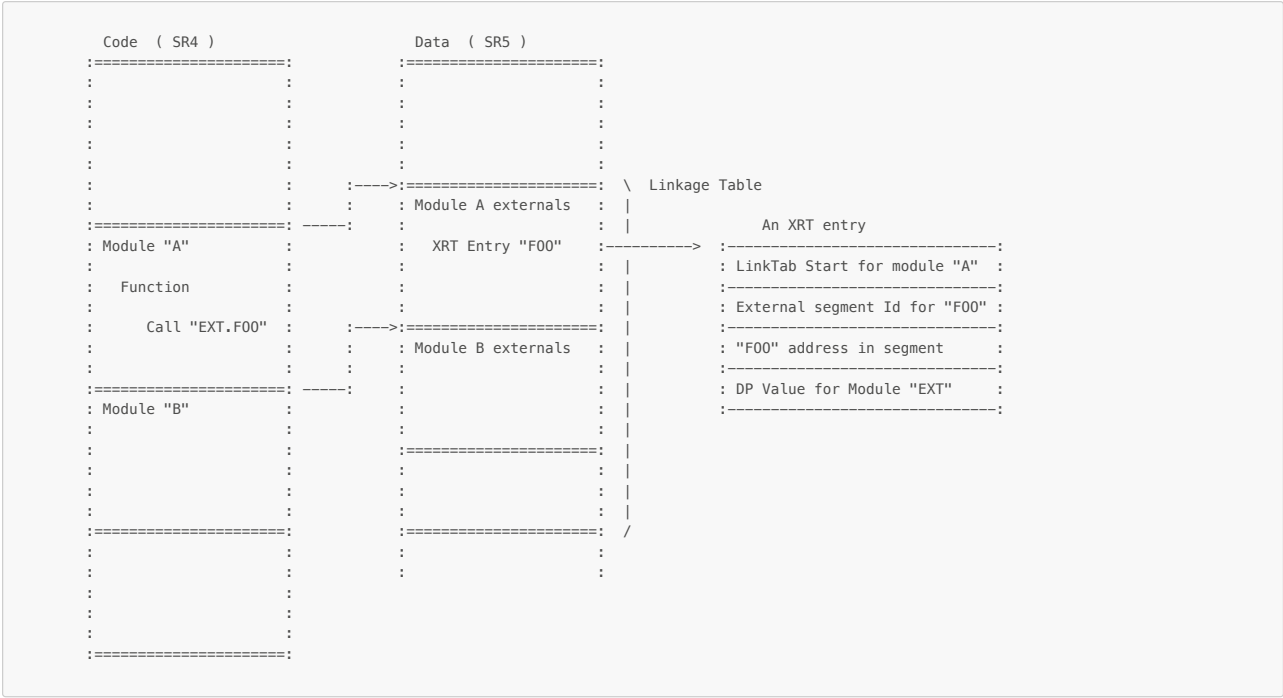 Code ( SR4 ) Data ( SR5 )
\ Linkage Table
Module A externals
An XRT entry
Module "A" XRT Entry "FOO"
LinkTab Start for module "A"
Function
External segment Id for "FOO"
Call "EXT.FOO"
Module B externals "FOO" address in segment
DP Value for Module "EXT"
Module "B"